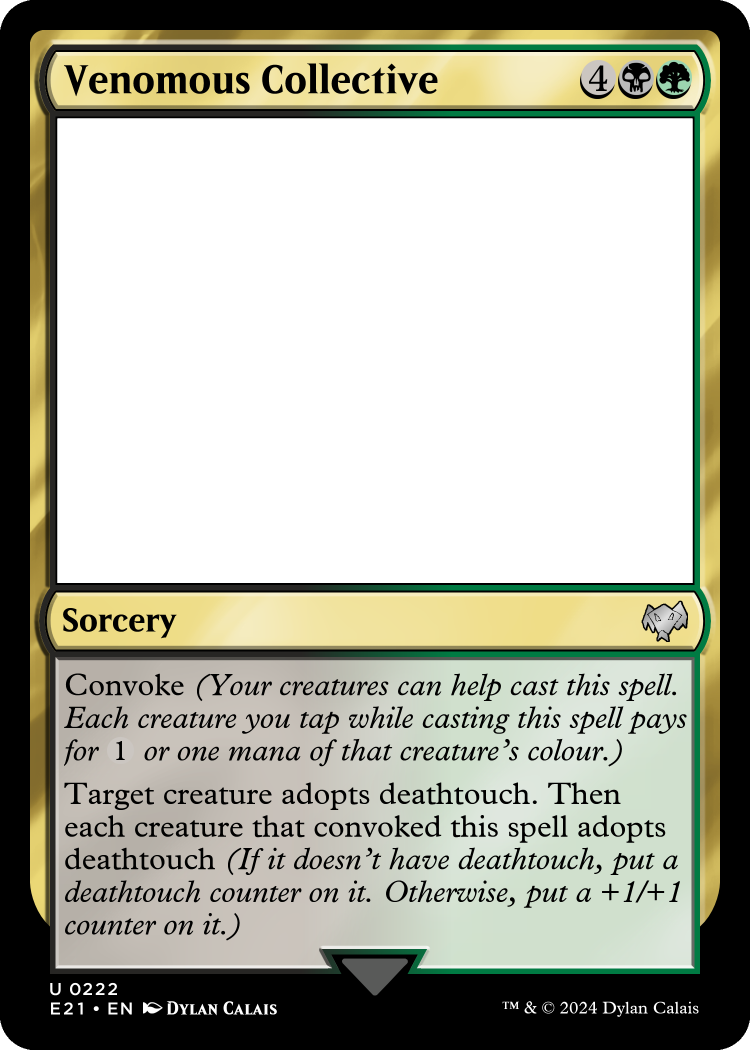 Venomous Collective 4
Sorcery
Convoke (Your creatures can help cast this spell.
Each creature you tap while casting this spell pays
for 1 or one mana of that creature's colour.)
Target creature adopts deathtouch. Then
each creature that convoked this spell adopts
deathtouch (If it doesn't have deathtouch, put a
deathtouch counter on it. Otherwise, put a +1/+1
counter on it.)
U 0222
E21 • EN Dylan Calais
™ & © 2024 Dylan Calais